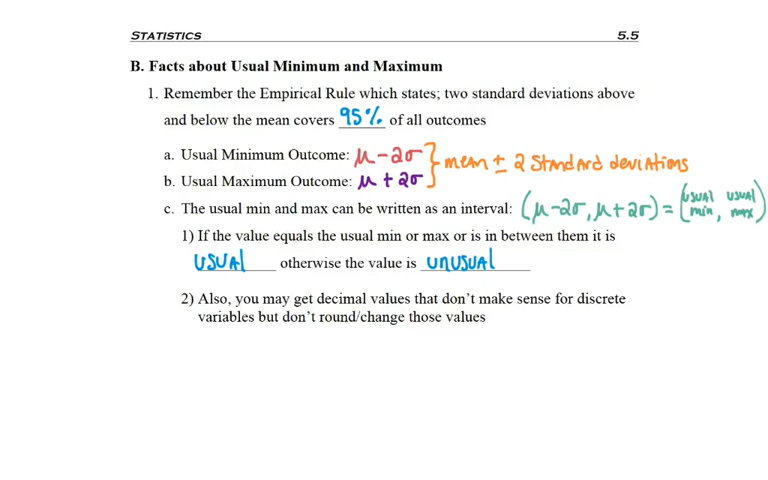 STATISTICS 5.5
B. Facts about Usual Minimum and Maximum
1. Remember the Empirical Rule which states; two standard deviations above
and below the mean covers 95% of all outcomes
a. Usual Minimum Outcome: μ - 2σ
b. Usual Maximum Outcome: μ + 2σ } mean ± 2 standard deviations
c. The usual min and max can be written as an interval: (μ-2σ, μ+2σ) = (usual min, usual max)
1) If the value equals the usual min or max or is in between them it is
usual otherwise the value is unusual
2) Also, you may get decimal values that don't make sense for discrete
variables but don't round/change those values